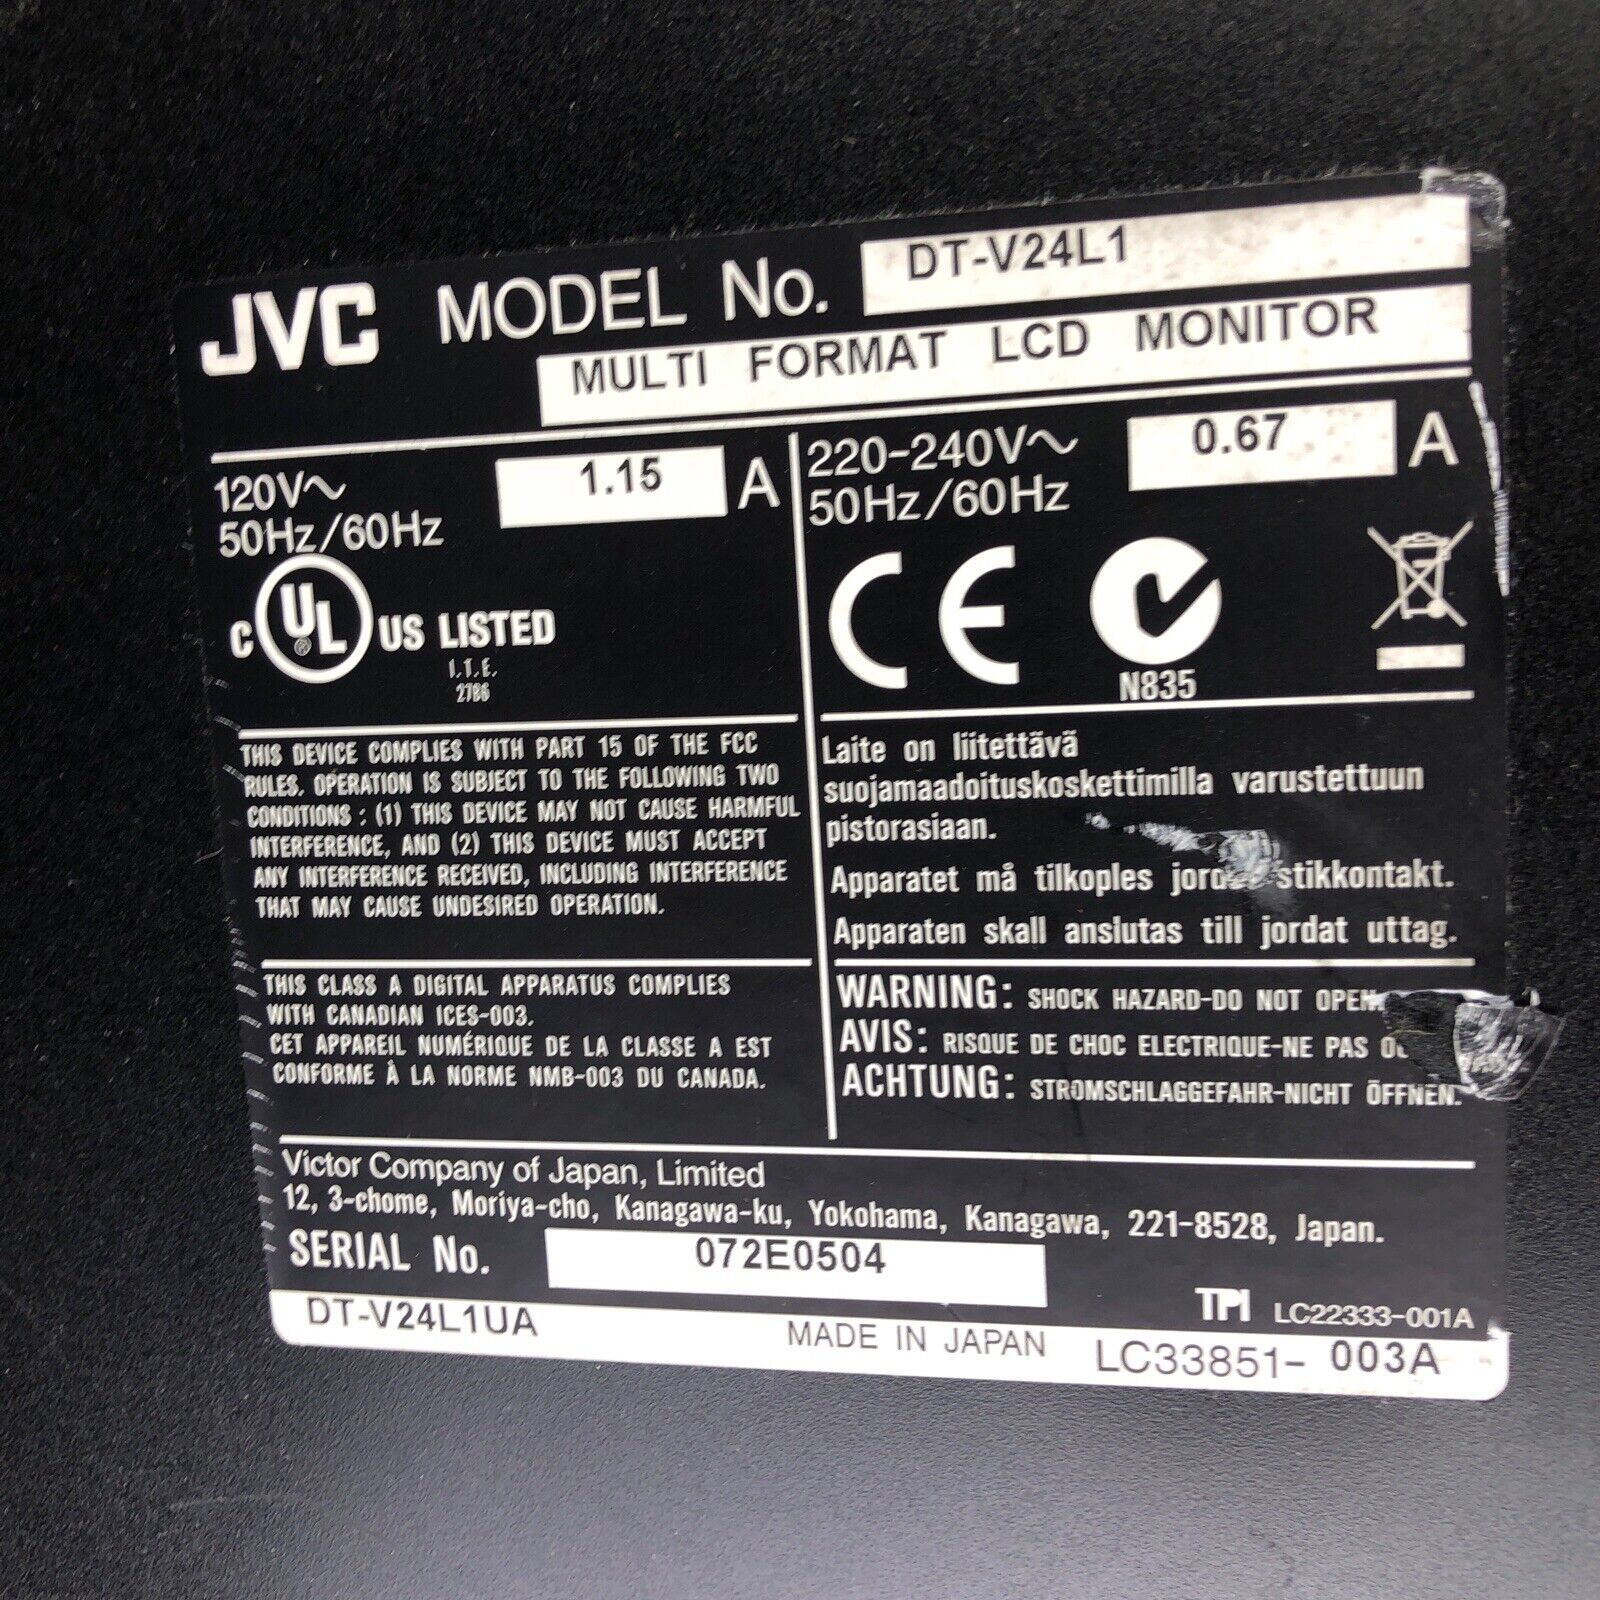 JVC MODEL No. DT-V24L1
MULTI FORMAT LCD MONITOR
120V~ 1.15 A
50Hz/60Hz
C UL ® US LISTED
I.T.E.
2786
220-240V~ 0.67 A
50Hz/60Hz
CE
N835
THIS DEVICE COMPLIES WITH PART 15 OF THE FCC
RULES. OPERATION IS SUBJECT TO THE FOLLOWING TWO
CONDITIONS : (1) THIS DEVICE MAY NOT CAUSE HARMFUL
INTERFERENCE, AND (2) THIS DEVICE MUST ACCEPT
ANY INTERFERENCE RECEIVED, INCLUDING INTERFERENCE
THAT MAY CAUSE UNDESIRED OPERATION.
THIS CLASS A DIGITAL APPARATUS COMPLIES
WITH CANADIAN ICES-003.
CET APPAREIL NUMÉRIQUE DE LA CLASSE A EST
CONFORME À LA NORME NMB-003 DU CANADA.
Laite on liitettävä
suojamaadoituskoskettimilla varustettuun
pistorasiaan.
Apparatet må tilkoples stikkontakt.
Apparaten skall anslutas till jordat uttag.
WARNING: SHOCK HAZARD-DO NOT OPEN.
AVIS: RISQUE DE CHOC ELECTRIQUE-NE PAS
ACHTUNG: STROMSCHLAGGEFAHR-NICHT ÖFFNEN.
Victor Company of Japan, Limited
12, 3-chome, Moriya-cho, Kanagawa-ku, Yokohama, Kanagawa, 221-8528, Japan.
SERIAL No. 072E0504
TPI LC22333-001A
DT-V24L1UA MADE IN JAPAN LC33851- 003A